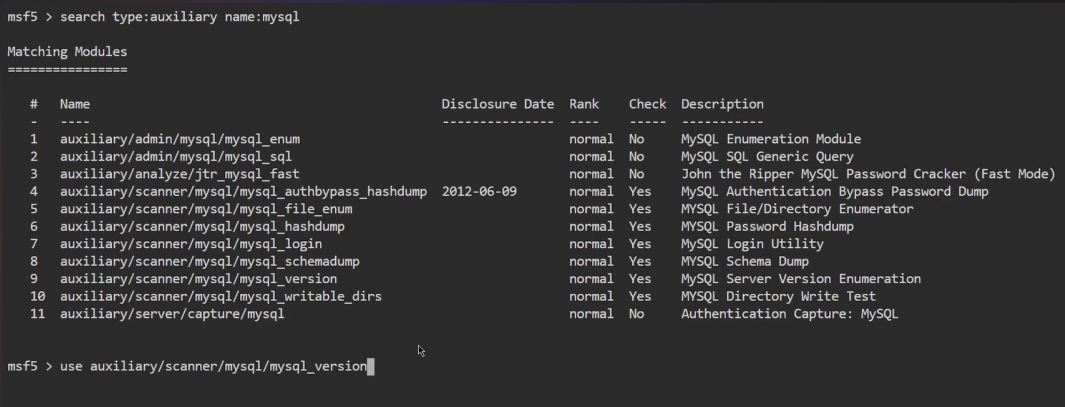 msf5 > search type:auxiliary name:mysql
Matching Modules
================
#   Name   Disclosure Date   Rank   Check   Description
-   ----   ---------------   ----   -----   -----------
1   auxiliary/admin/mysql/mysql_enum   normal   No   MySQL Enumeration Module
2   auxiliary/admin/mysql/mysql_sql   normal   No   MySQL SQL Generic Query
3   auxiliary/analyze/jtr_mysql_fast   normal   No   John the Ripper MySQL Password Cracker (Fast Mode)
4   auxiliary/scanner/mysql/mysql_authbypass_hashdump   2012-06-09   normal   Yes   MySQL Authentication Bypass Password Dump
5   auxiliary/scanner/mysql/mysql_file_enum   normal   Yes   MYSQL File/Directory Enumerator
6   auxiliary/scanner/mysql/mysql_hashdump   normal   Yes   MYSQL Password Hashdump
7   auxiliary/scanner/mysql/mysql_login   normal   Yes   MySQL Login Utility
8   auxiliary/scanner/mysql/mysql_schemadump   normal   Yes   MYSQL Schema Dump
9   auxiliary/scanner/mysql/mysql_version   normal   Yes   MySQL Server Version Enumeration
10   auxiliary/scanner/mysql/mysql_writable_dirs   normal   Yes   MYSQL Directory Write Test
11   auxiliary/server/capture/mysql   normal   No   Authentication Capture: MySQL
msf5 > use auxiliary/scanner/mysql/mysql_version